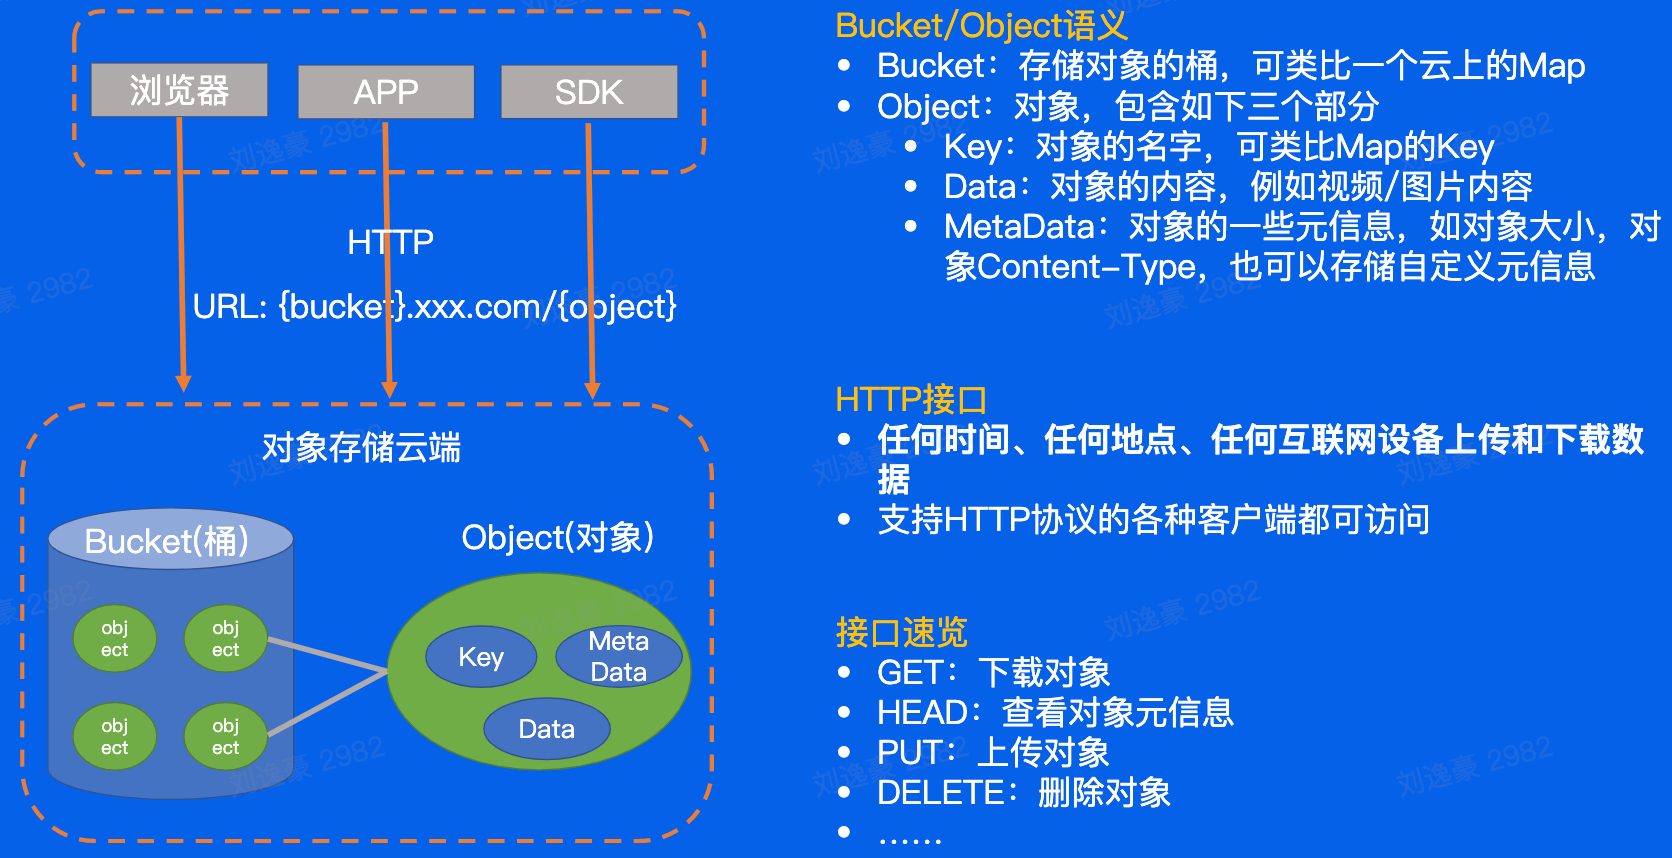 浏览器
APP
SDK
HTTP
URL: {bucket}.xxx.com/{object}
对象存储云端
Bucket(桶)
obj
ect
obj
ect
obj
ect
obj
ect
Object(对象)
Key
Meta
Data
Data
Bucket/Object语义
• Bucket：存储对象的桶，可类比一个云上的Map
• Object：对象，包含如下三个部分
• Key：对象的名字，可类比Map的Key
• Data：对象的内容，例如视频/图片内容
• MetaData：对象的一些元信息，如对象大小，对
象Content-Type，也可以存储自定义元信息
HTTP接口
• 任何时间、任何地点、任何互联网设备上传和下载数
据
• 支持HTTP协议的各种客户端都可访问
接口速览
• GET：下载对象
• HEAD：查看对象元信息
• PUT：上传对象
• DELETE：删除对象
• ......
刘逸豪 2982